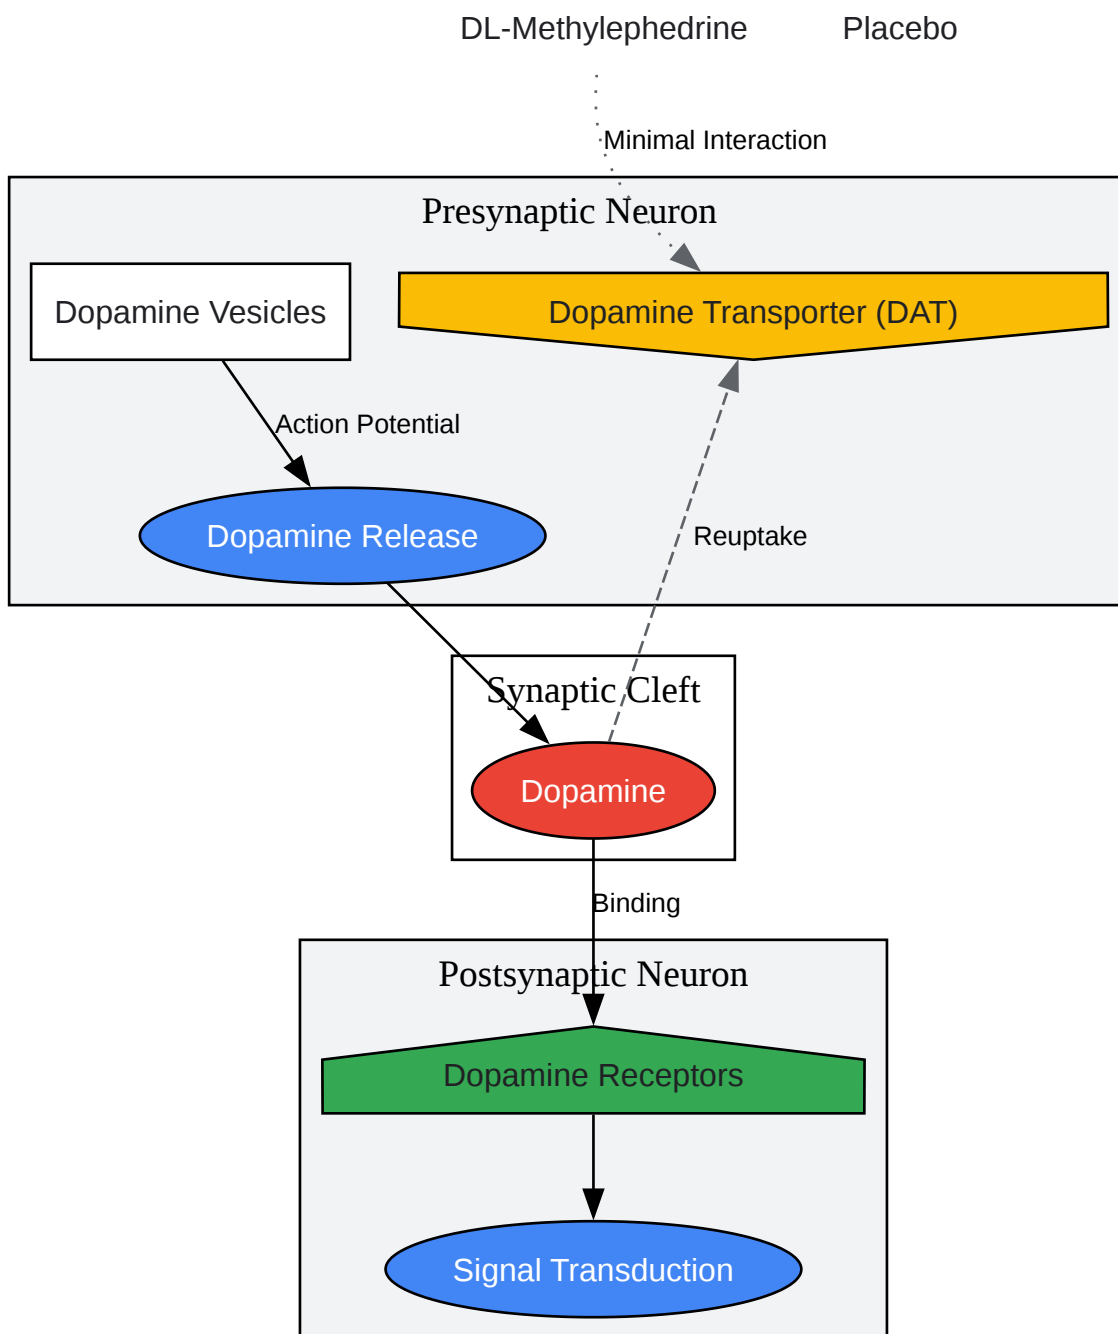 DL-Methylephedrine
Placebo
Minimal Interaction
Presynaptic Neuron
Dopamine Vesicles
Dopamine Transporter (DAT)
Action Potential
Dopamine Release
Reuptake
Synaptic Cleft
Dopamine
Binding
Postsynaptic Neuron
Dopamine Receptors
Signal Transduction